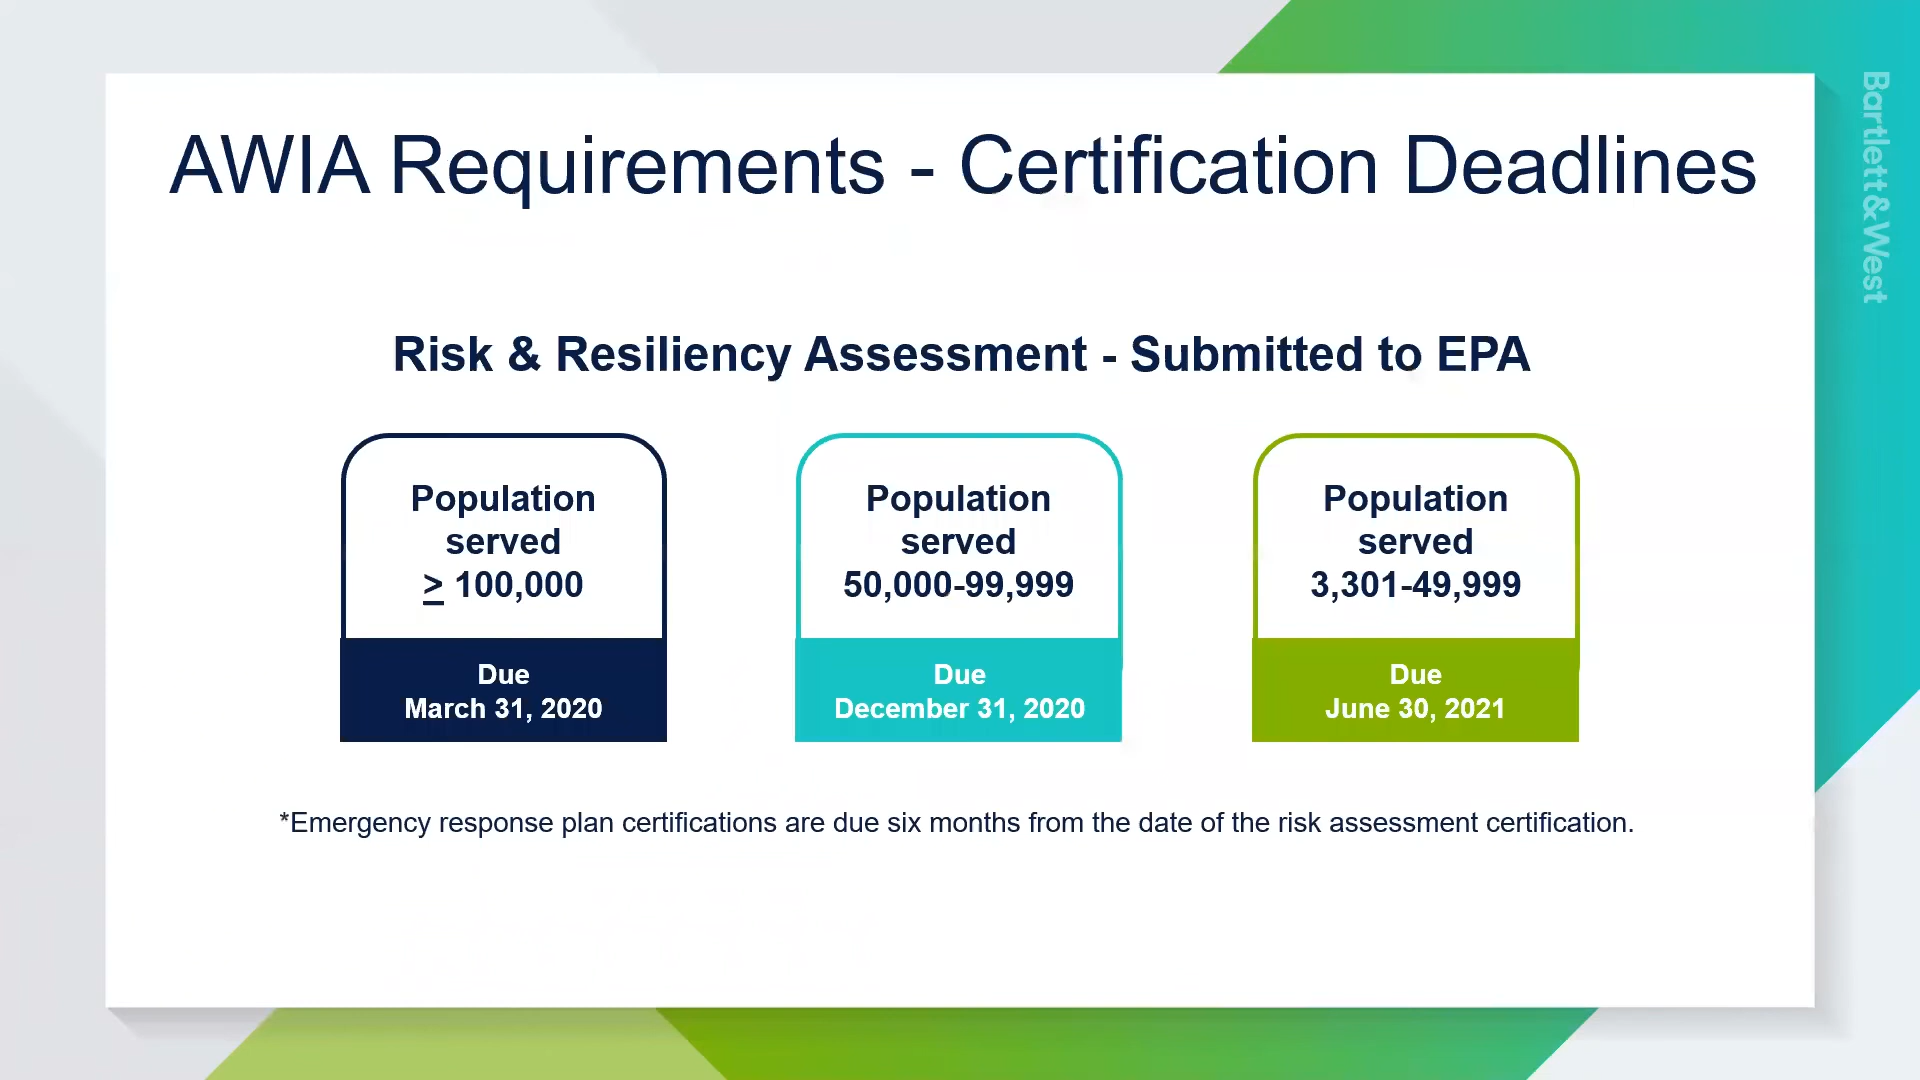 AWIA Requirements - Certification Deadlines
Bartlett&West
Risk & Resiliency Assessment - Submitted to EPA
Population
served
≥ 100,000
Due
March 31, 2020
Population
served
50,000-99,999
Due
December 31, 2020
Population
served
3,301-49,999
Due
June 30, 2021
*Emergency response plan certifications are due six months from the date of the risk assessment certification.